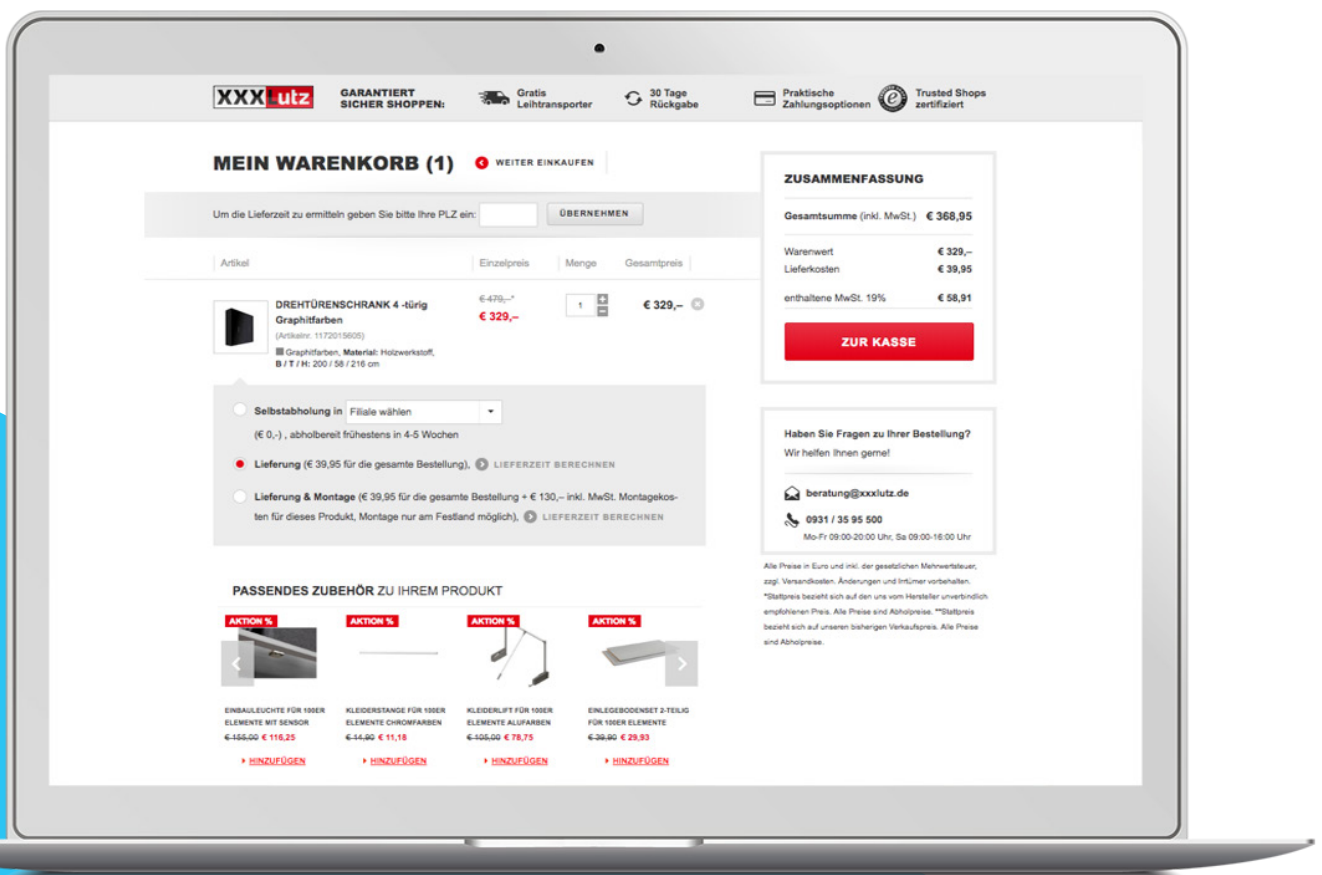 XXXLutz
GARANTIERT
SICHER SHOPPEN:
Gratis
Leihtransporter
30 Tage
Rückgabe
Praktische
Zahlungsoptionen
e
Trusted Shops
zertifiziert
MEIN WARENKORB (1)
WEITER EINKAUFEN
Um die Lieferzeit zu ermitteln geben Sie bitte Ihre PLZ ein:
ÜBERNEHMEN
Artikel
Einzelpreis
Menge
Gesamtpreis
DREHTÜRENSCHRANK 4 -türig
Graphitfarben
(Artikelnr. 1172015605)
Graphitfarben, Material: Holzwerkstoff,
B / T / H: 200 / 58 / 216 cm
€ 479,–*
€ 329,–
1
€ 329,–
Selbstabholung in Filiale wählen
(€ 0,-) , abholbereit frühestens in 4-5 Wochen
Lieferung (€ 39,95 für die gesamte Bestellung), LIEFERZEIT BERECHNEN
Lieferung & Montage (€ 39,95 für die gesamte Bestellung + € 130,– inkl. MwSt. Montagekos-
ten für dieses Produkt, Montage nur am Festland möglich), LIEFERZEIT BERECHNEN
PASSENDES ZUBEHÖR ZU IHREM PRODUKT
AKTION %
AKTION %
AKTION %
AKTION %
EINBAULEUCHTE FÜR 100ER
ELEMENTE MIT SENSOR
€ 155,00 € 116,25
HINZUFÜGEN
KLEIDERSTANGE FÜR 100ER
ELEMENTE CHROMFARBEN
€ 14,90 € 11,18
HINZUFÜGEN
KLEIDERLIFT FÜR 100ER
ELEMENTE ALUFARBEN
€ 105,00 € 78,75
HINZUFÜGEN
EINLEGEBODENSET 2-TEILIG
FÜR 100ER ELEMENTE
€ 39,90 € 29,93
HINZUFÜGEN
ZUSAMMENFASSUNG
Gesamtsumme (inkl. MwSt.) € 368,95
Warenwert € 329,–
Lieferkosten € 39,95
enthaltene MwSt. 19% € 58,91
ZUR KASSE
Haben Sie Fragen zu Ihrer Bestellung?
Wir helfen Ihnen gerne!
beratung@xxxlutz.de
0931 / 35 95 500
Mo-Fr 09:00-20:00 Uhr, Sa 09:00-16:00 Uhr
Alle Preise in Euro und inkl. der gesetzlichen Mehrwertsteuer,
zzgl. Versandkosten. Änderungen und Irrtümer vorbehalten.
*Stattpreis bezieht sich auf den uns vom Hersteller unverbindlich
empfohlenen Preis. Alle Preise sind Abholpreise. **Stattpreis
bezieht sich auf unseren bisherigen Verkaufspreis. Alle Preise
sind Abholpreise.